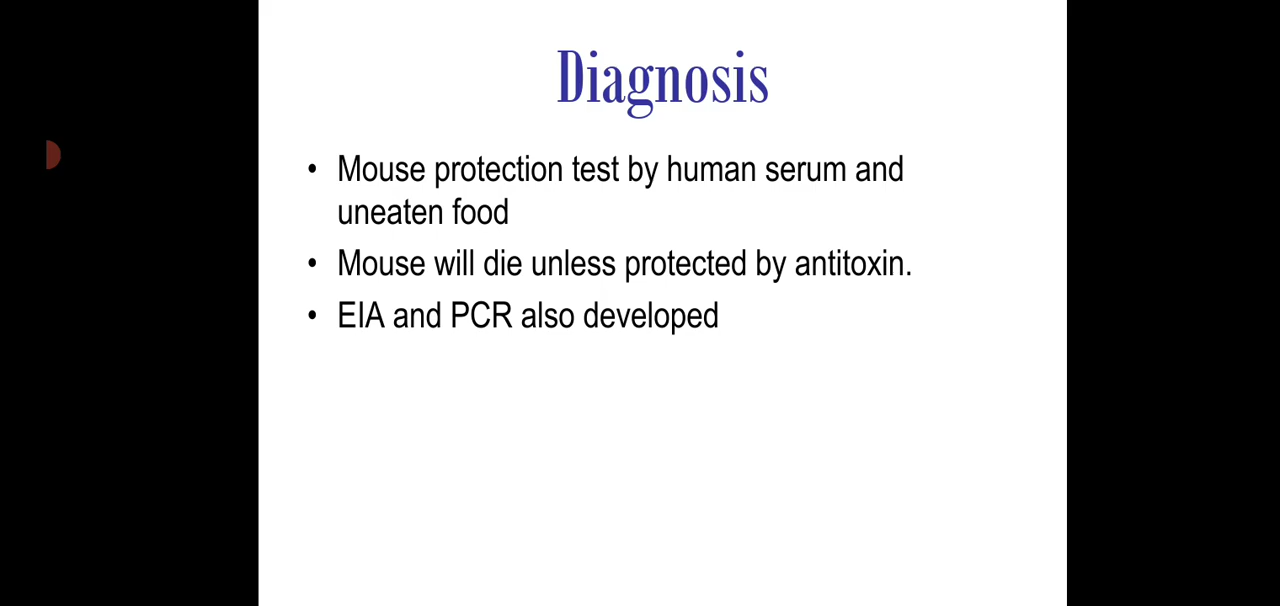 Diagnosis
• Mouse protection test by human serum and
uneaten food
• Mouse will die unless protected by antitoxin.
• EIA and PCR also developed